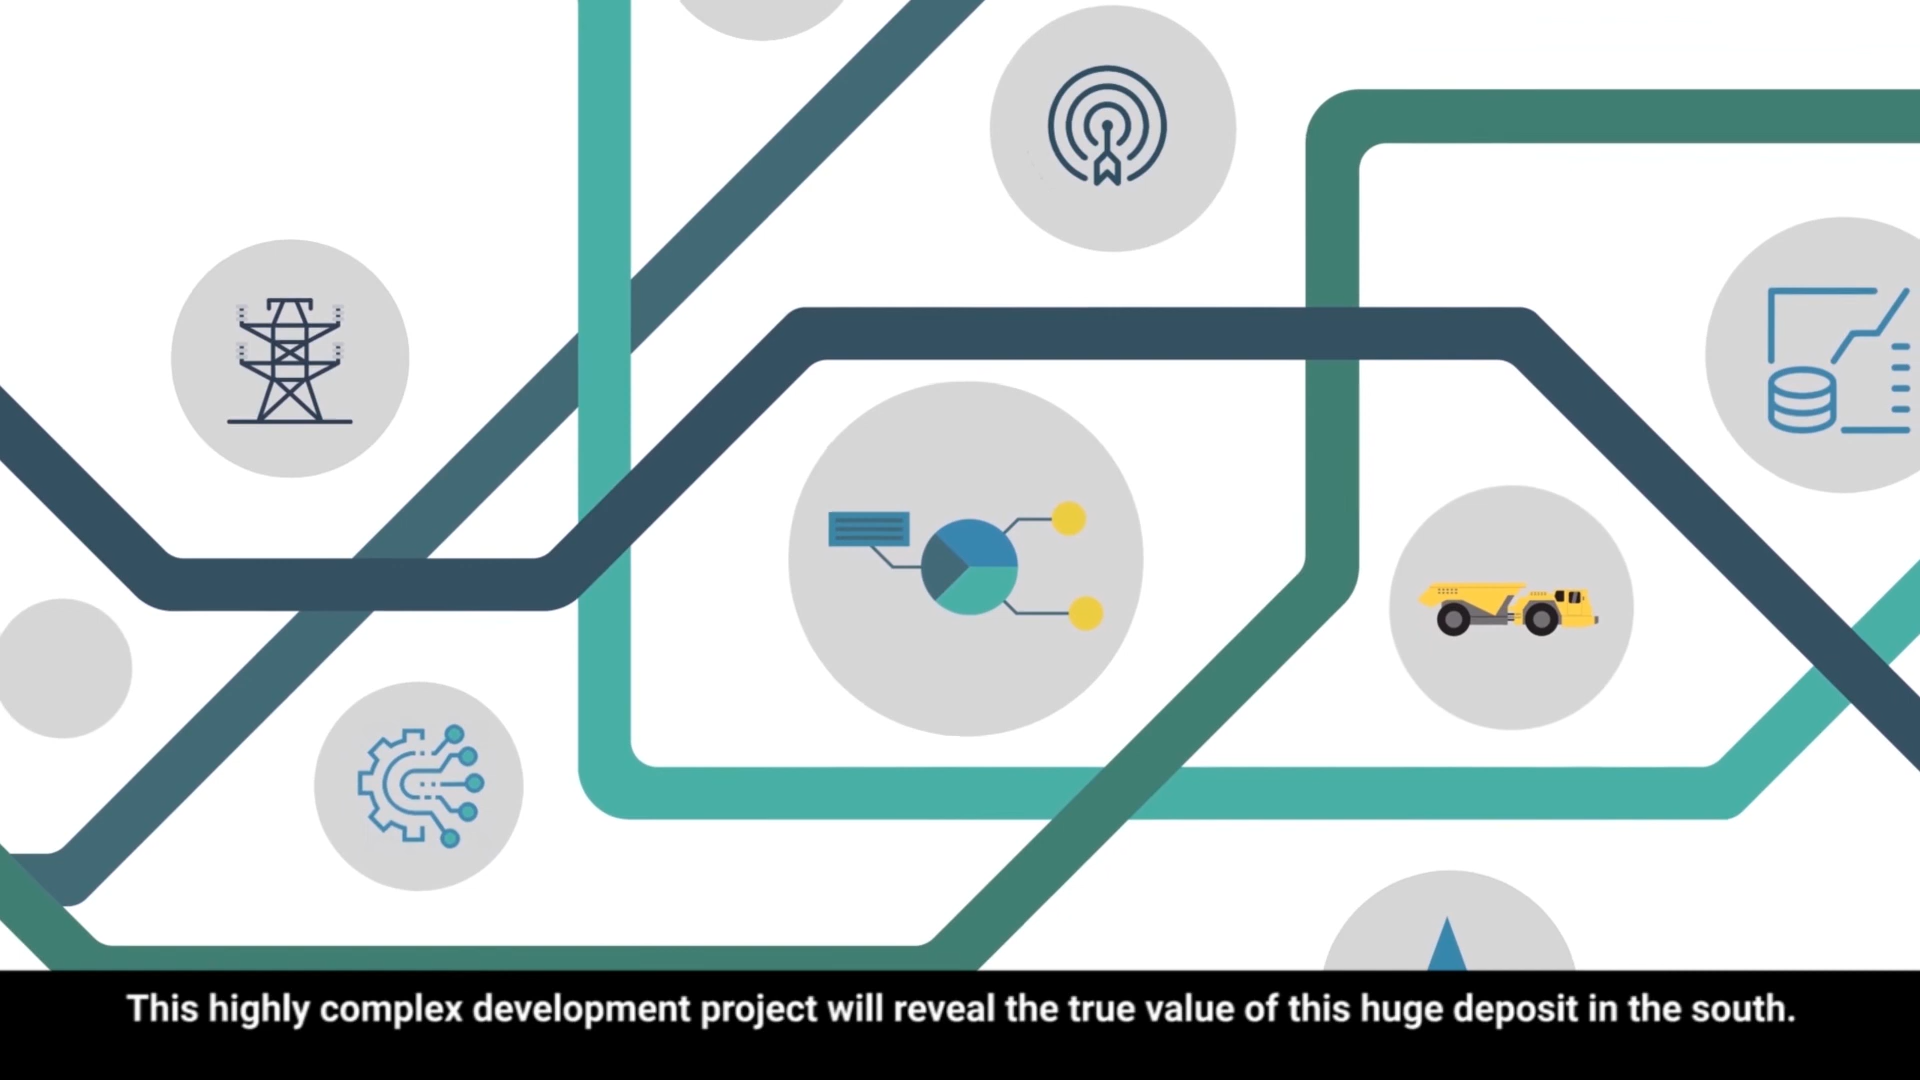 This highly complex development project will reveal the true value of this huge deposit in the south.